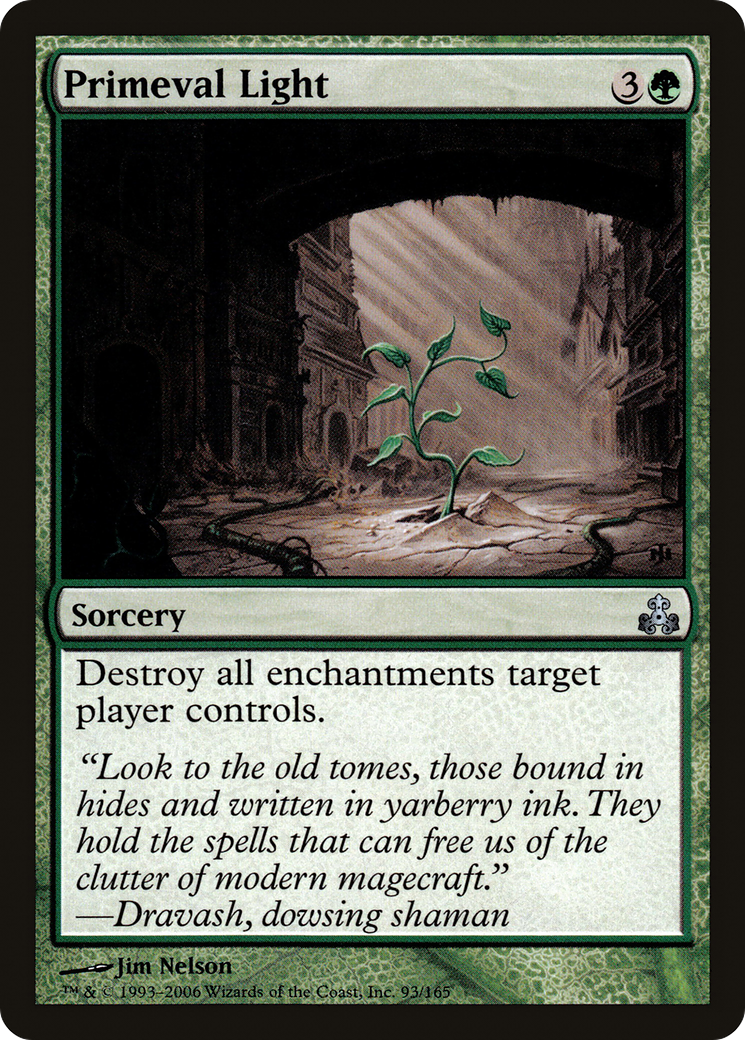 Primeval Light 3
Sorcery
Destroy all enchantments target
player controls.
“Look to the old tomes, those bound in
hides and written in yarberry ink. They
hold the spells that can free us of the
clutter of modern magecraft.”
—Dravash, dowsing shaman
Jim Nelson
™ & © 1993–2006 Wizards of the Coast, Inc. 93/165